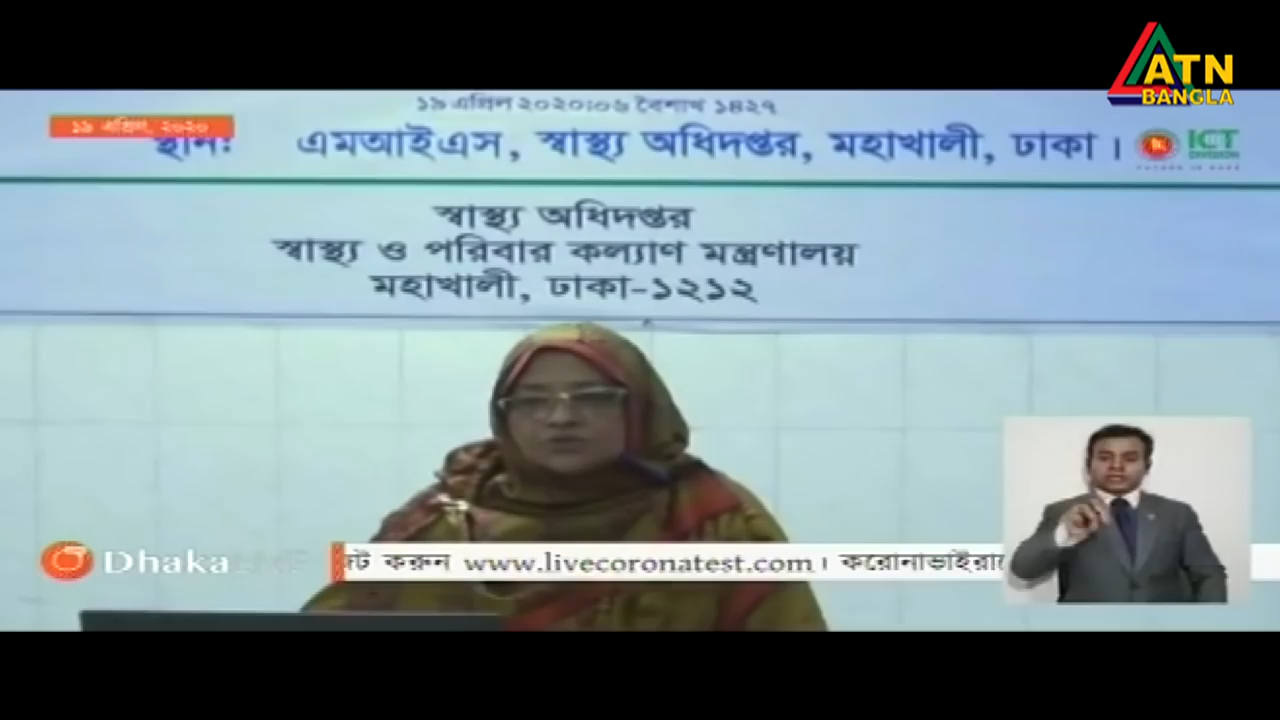 ATN
BANGLA
১৯ এপ্রিল ২০২০:০৬ বৈশাখ ১৪২৭
১৯ এপ্রিল, ২০২০
স্থান: এমআইএস, স্বাস্থ্য অধিদপ্তর, মহাখালী, ঢাকা।
ICT
DIVISION
স্বাস্থ্য অধিদপ্তর
স্বাস্থ্য ও পরিবার কল্যাণ মন্ত্রণালয়
মহাখালী, ঢাকা-১২১২
Dhaka
করুন www.livecoronatest.com। করোনাভাইরা